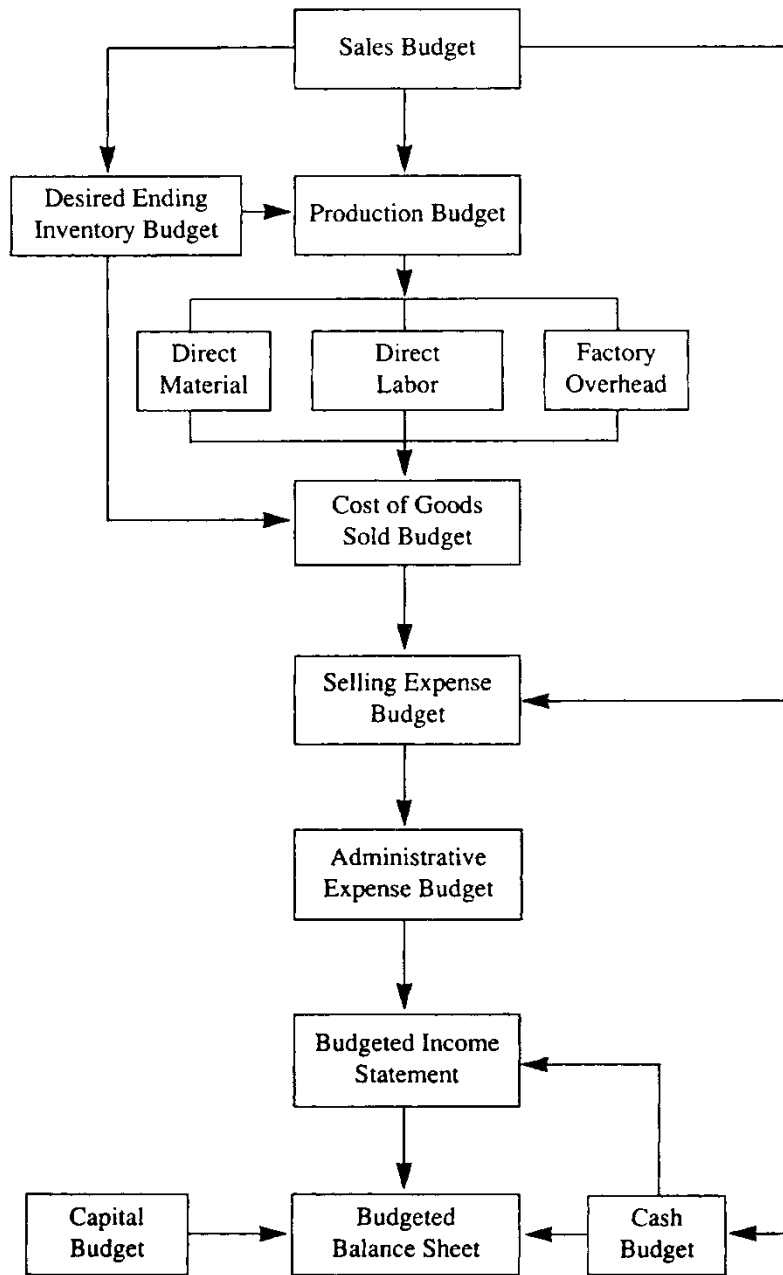 Sales Budget
Desired Ending
Inventory Budget
Production Budget
Direct
Material
Direct
Labor
Factory
Overhead
Cost of Goods
Sold Budget
Selling Expense
Budget
Administrative
Expense Budget
Budgeted Income
Statement
Capital
Budget
Budgeted
Balance Sheet
Cash
Budget